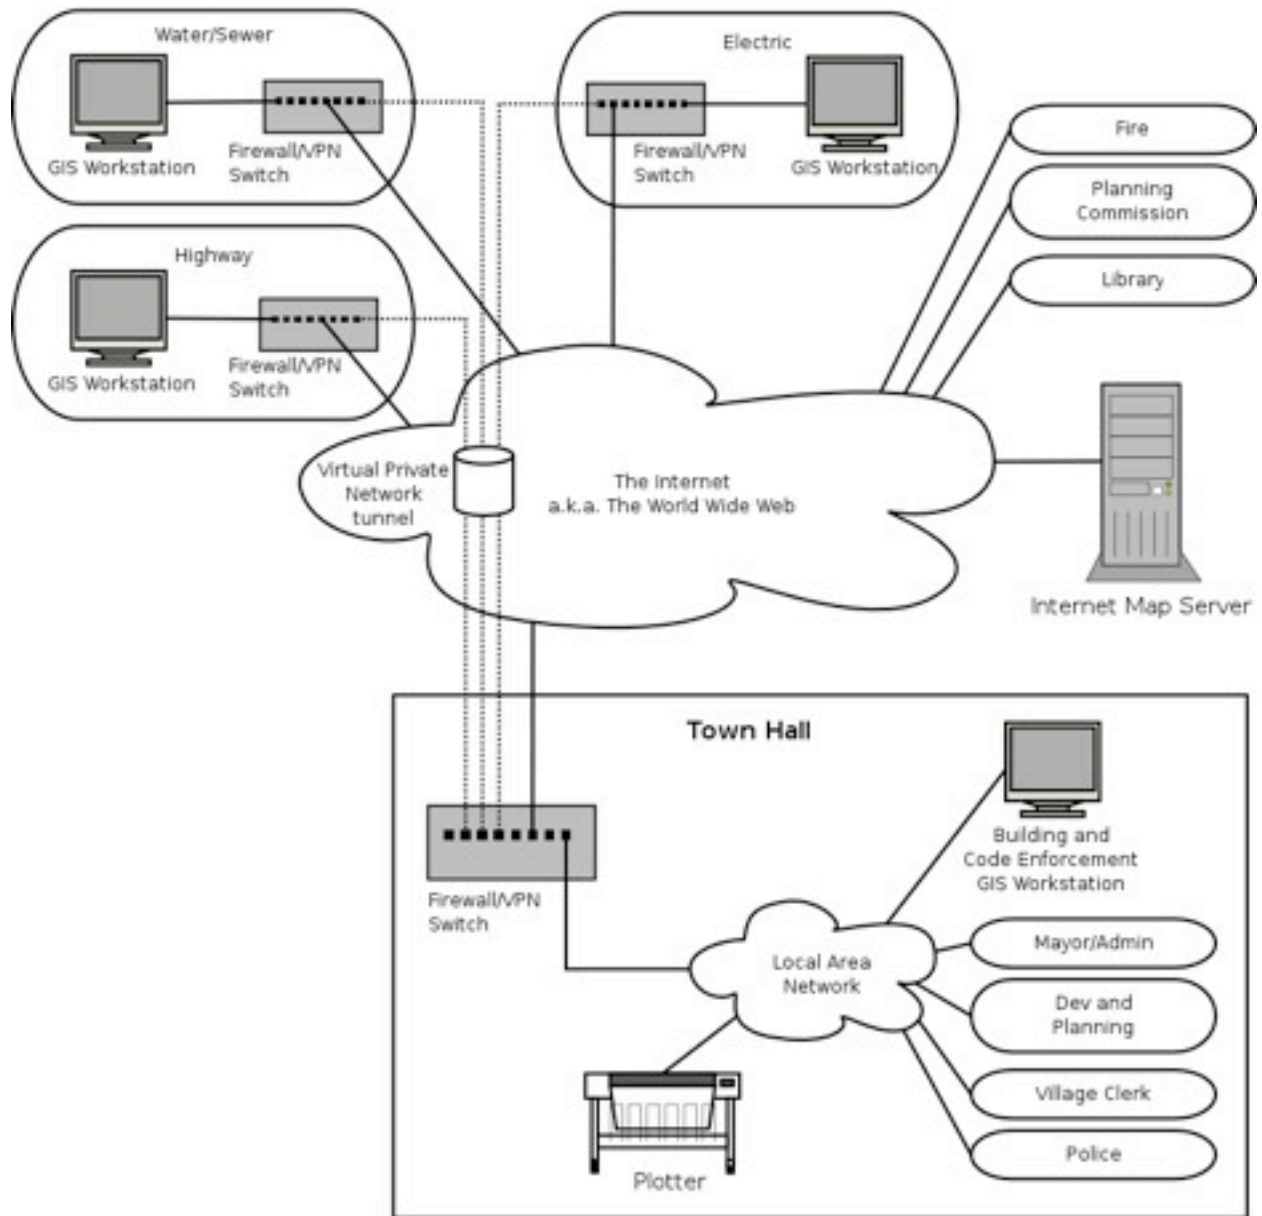 Water/Sewer
GIS Workstation
Firewall/VPN
Switch
Electric
Firewall/VPN
Switch
GIS Workstation
Fire
Planning
Commission
Library
Highway
GIS Workstation
Firewall/VPN
Switch
Virtual Private
Network
tunnel
The Internet
a.k.a. The World Wide Web
Internet Map Server
Town Hall
Firewall/VPN
Switch
Building and
Code Enforcement
GIS Workstation
Local Area
Network
Mayor/Admin
Dev and
Planning
Village Clerk
Police
Plotter